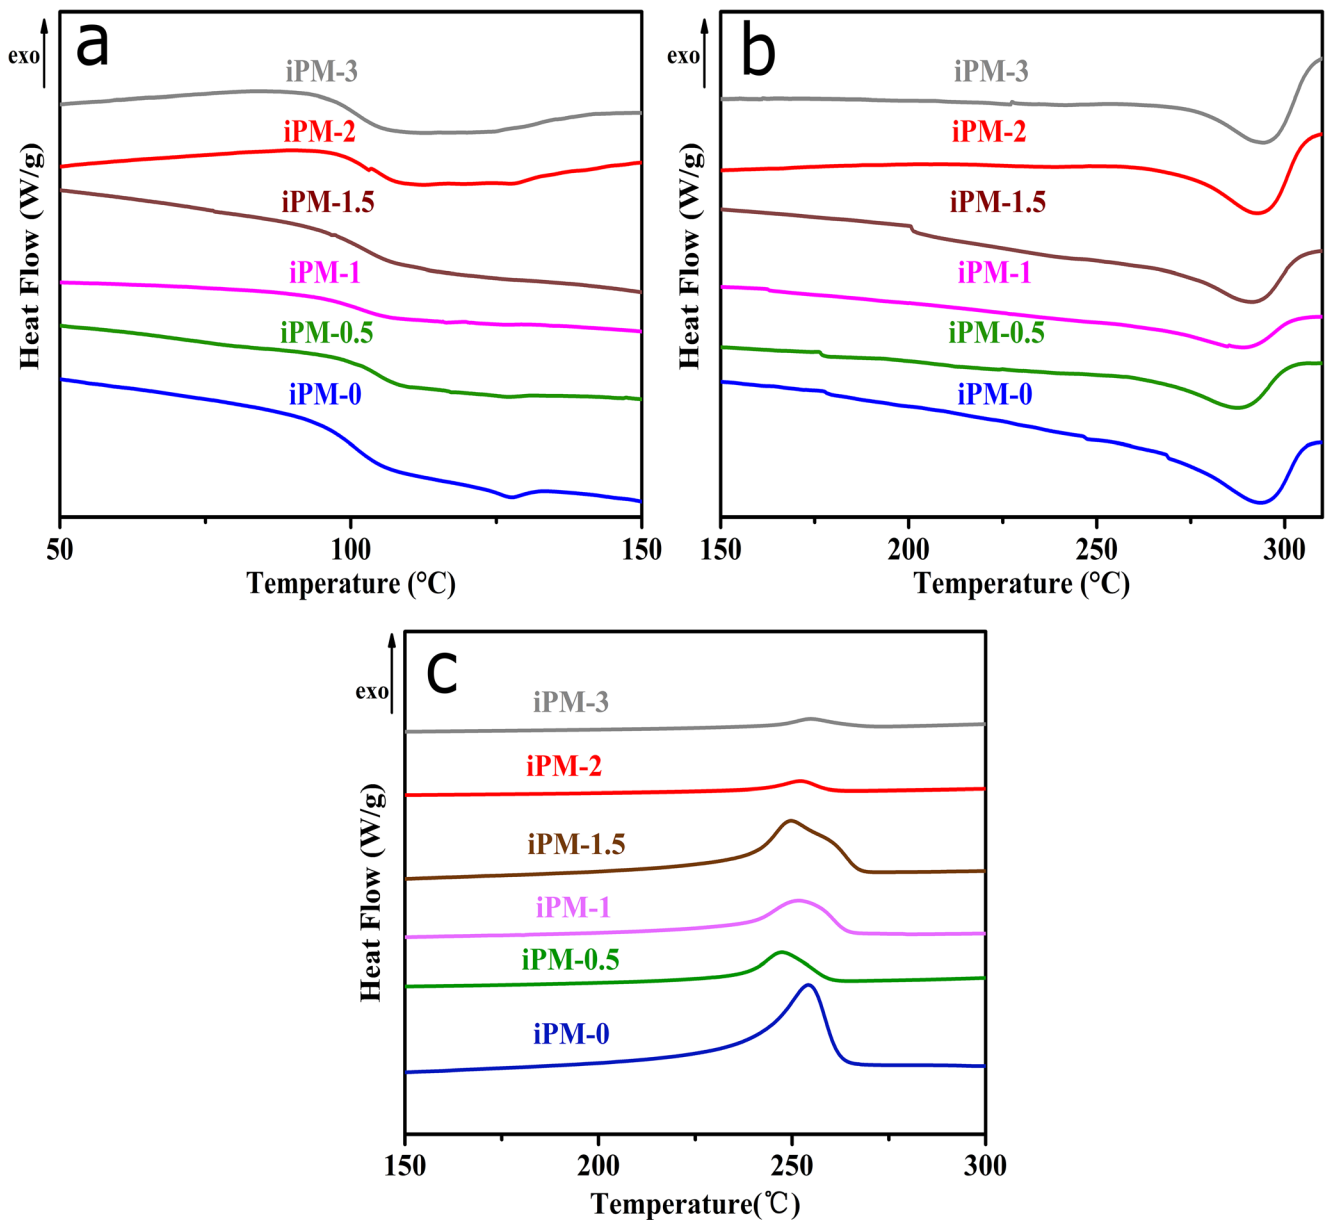 a
exo
iPM-3
iPM-2
iPM-1.5
iPM-1
iPM-0.5
iPM-0
Heat Flow (W/g)
50
100
150
Temperature (°C)
b
exo
iPM-3
iPM-2
iPM-1.5
iPM-1
iPM-0.5
iPM-0
Heat Flow (W/g)
150
200
250
300
Temperature (°C)
c
exo
iPM-3
iPM-2
iPM-1.5
iPM-1
iPM-0.5
iPM-0
Heat Flow (W/g)
150
200
250
300
Temperature(℃)